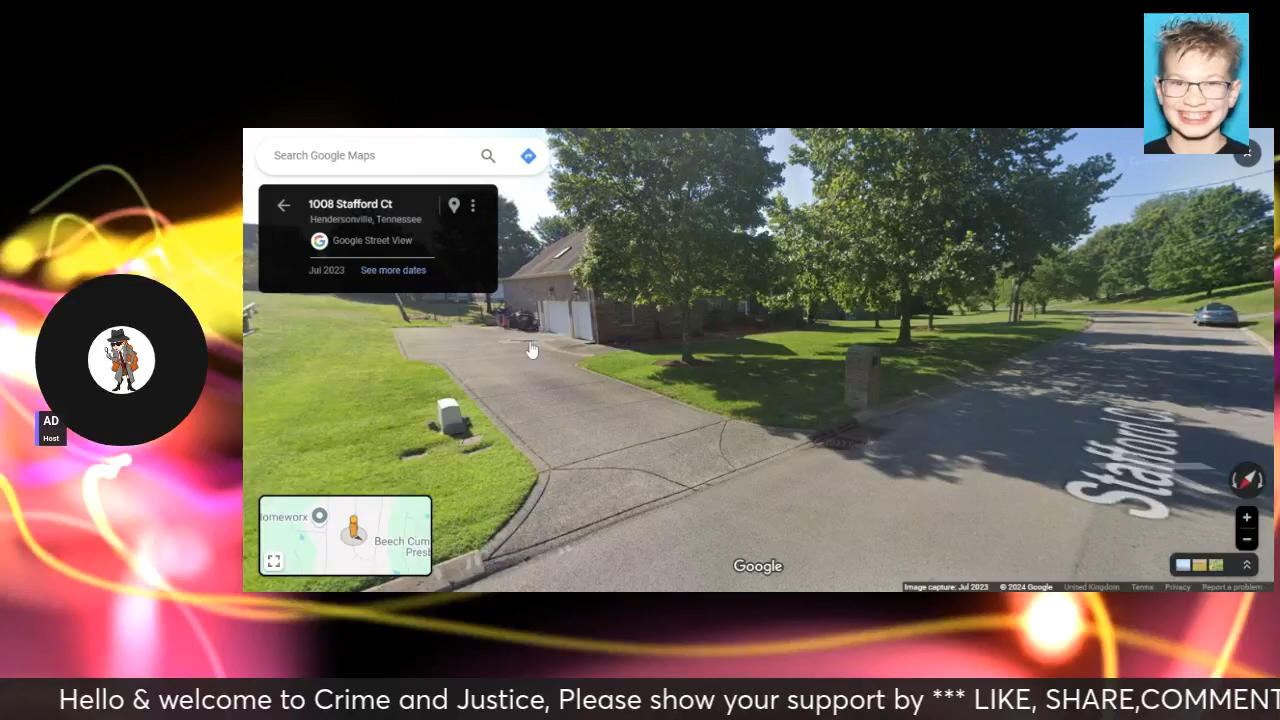 Search Google Maps
1008 Stafford Ct
Hendersonville, Tennessee
Google Street View
Jul 2023 See more dates
AD
Host
Stafford Ct
omeworx
Beech Cum
Presb
Google
Image capture: Jul 2023 © 2024 Google United Kingdom Terms Privacy Report a problem
Hello & welcome to Crime and Justice, Please show your support by *** LIKE, SHARE,COMMENT